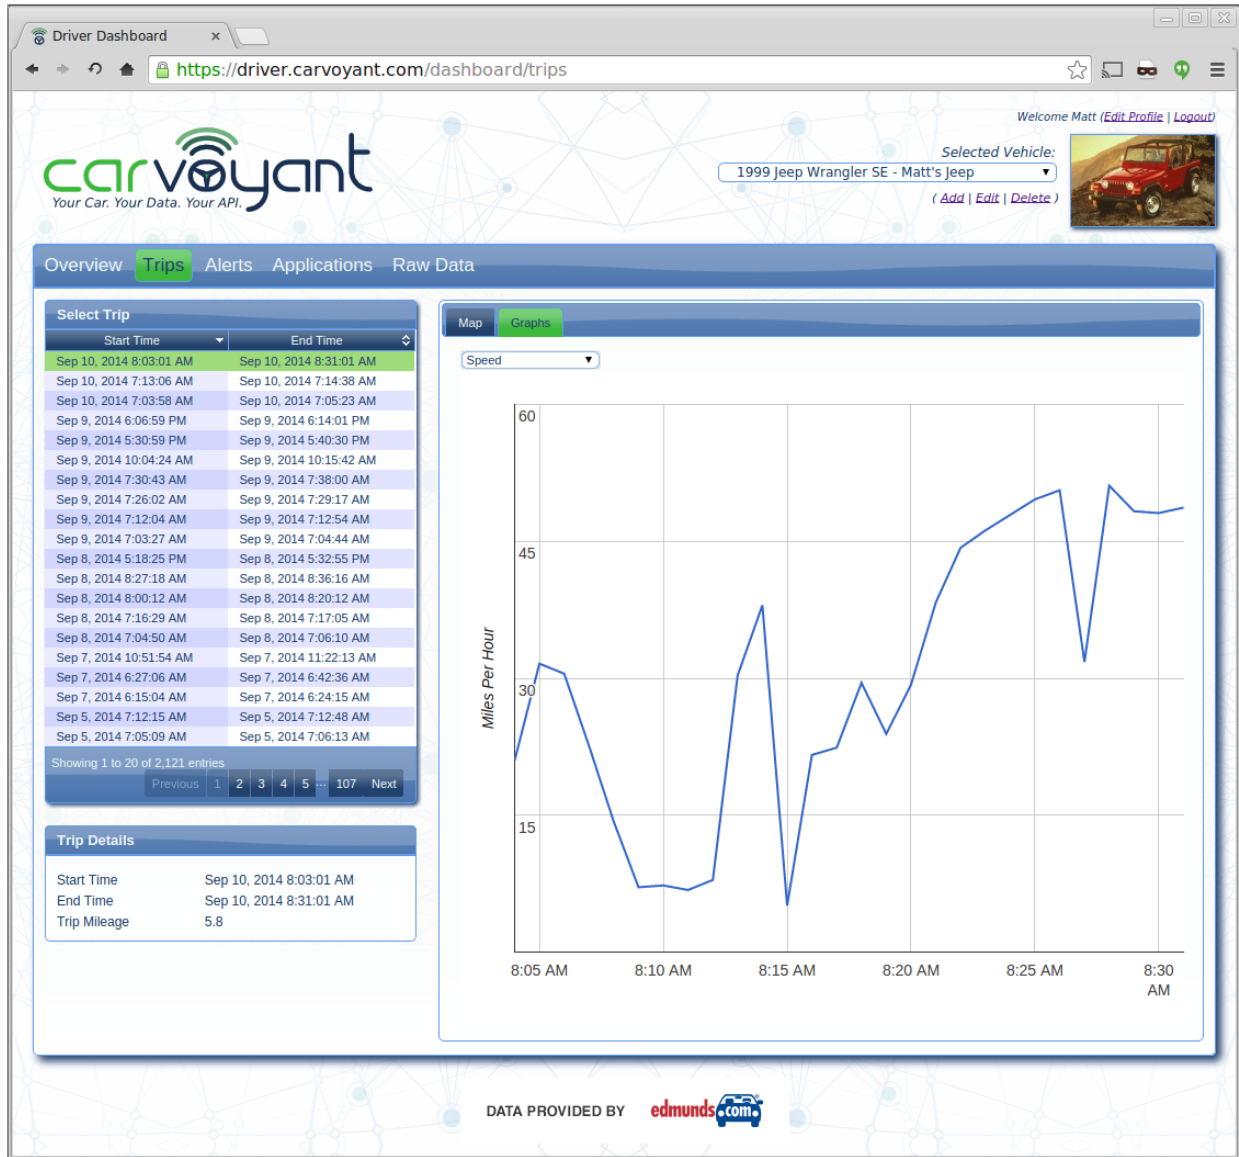 Driver Dashboard ×
https://driver.carvoyant.com/dashboard/trips
Welcome Matt (Edit Profile | Logout)
carvoyant
Your Car. Your Data. Your API.
Selected Vehicle:
1999 Jeep Wrangler SE - Matt's Jeep
( Add | Edit | Delete )
Overview Trips Alerts Applications Raw Data
Select Trip
Start Time End Time
Sep 10, 2014 8:03:01 AM Sep 10, 2014 8:31:01 AM
Sep 10, 2014 7:13:06 AM Sep 10, 2014 7:14:38 AM
Sep 10, 2014 7:03:58 AM Sep 10, 2014 7:05:23 AM
Sep 9, 2014 6:06:59 PM Sep 9, 2014 6:14:01 PM
Sep 9, 2014 5:30:59 PM Sep 9, 2014 5:40:30 PM
Sep 9, 2014 10:04:24 AM Sep 9, 2014 10:15:42 AM
Sep 9, 2014 7:30:43 AM Sep 9, 2014 7:38:00 AM
Sep 9, 2014 7:26:02 AM Sep 9, 2014 7:29:17 AM
Sep 9, 2014 7:12:04 AM Sep 9, 2014 7:12:54 AM
Sep 9, 2014 7:03:27 AM Sep 9, 2014 7:04:44 AM
Sep 8, 2014 5:18:25 PM Sep 8, 2014 5:32:55 PM
Sep 8, 2014 8:27:18 AM Sep 8, 2014 8:36:16 AM
Sep 8, 2014 8:00:12 AM Sep 8, 2014 8:20:12 AM
Sep 8, 2014 7:16:29 AM Sep 8, 2014 7:17:05 AM
Sep 8, 2014 7:04:50 AM Sep 8, 2014 7:06:10 AM
Sep 7, 2014 10:51:54 AM Sep 7, 2014 11:22:13 AM
Sep 7, 2014 6:27:06 AM Sep 7, 2014 6:42:36 AM
Sep 7, 2014 6:15:04 AM Sep 7, 2014 6:24:15 AM
Sep 5, 2014 7:12:15 AM Sep 5, 2014 7:12:48 AM
Sep 5, 2014 7:05:09 AM Sep 5, 2014 7:06:13 AM
Showing 1 to 20 of 2,121 entries
Previous 1 2 3 4 5 ... 107 Next
Trip Details
Start Time Sep 10, 2014 8:03:01 AM
End Time Sep 10, 2014 8:31:01 AM
Trip Mileage 5.8
Map Graphs
Speed
60
45
30
15
Miles Per Hour
8:05 AM 8:10 AM 8:15 AM 8:20 AM 8:25 AM 8:30
AM
DATA PROVIDED BY edmunds.com